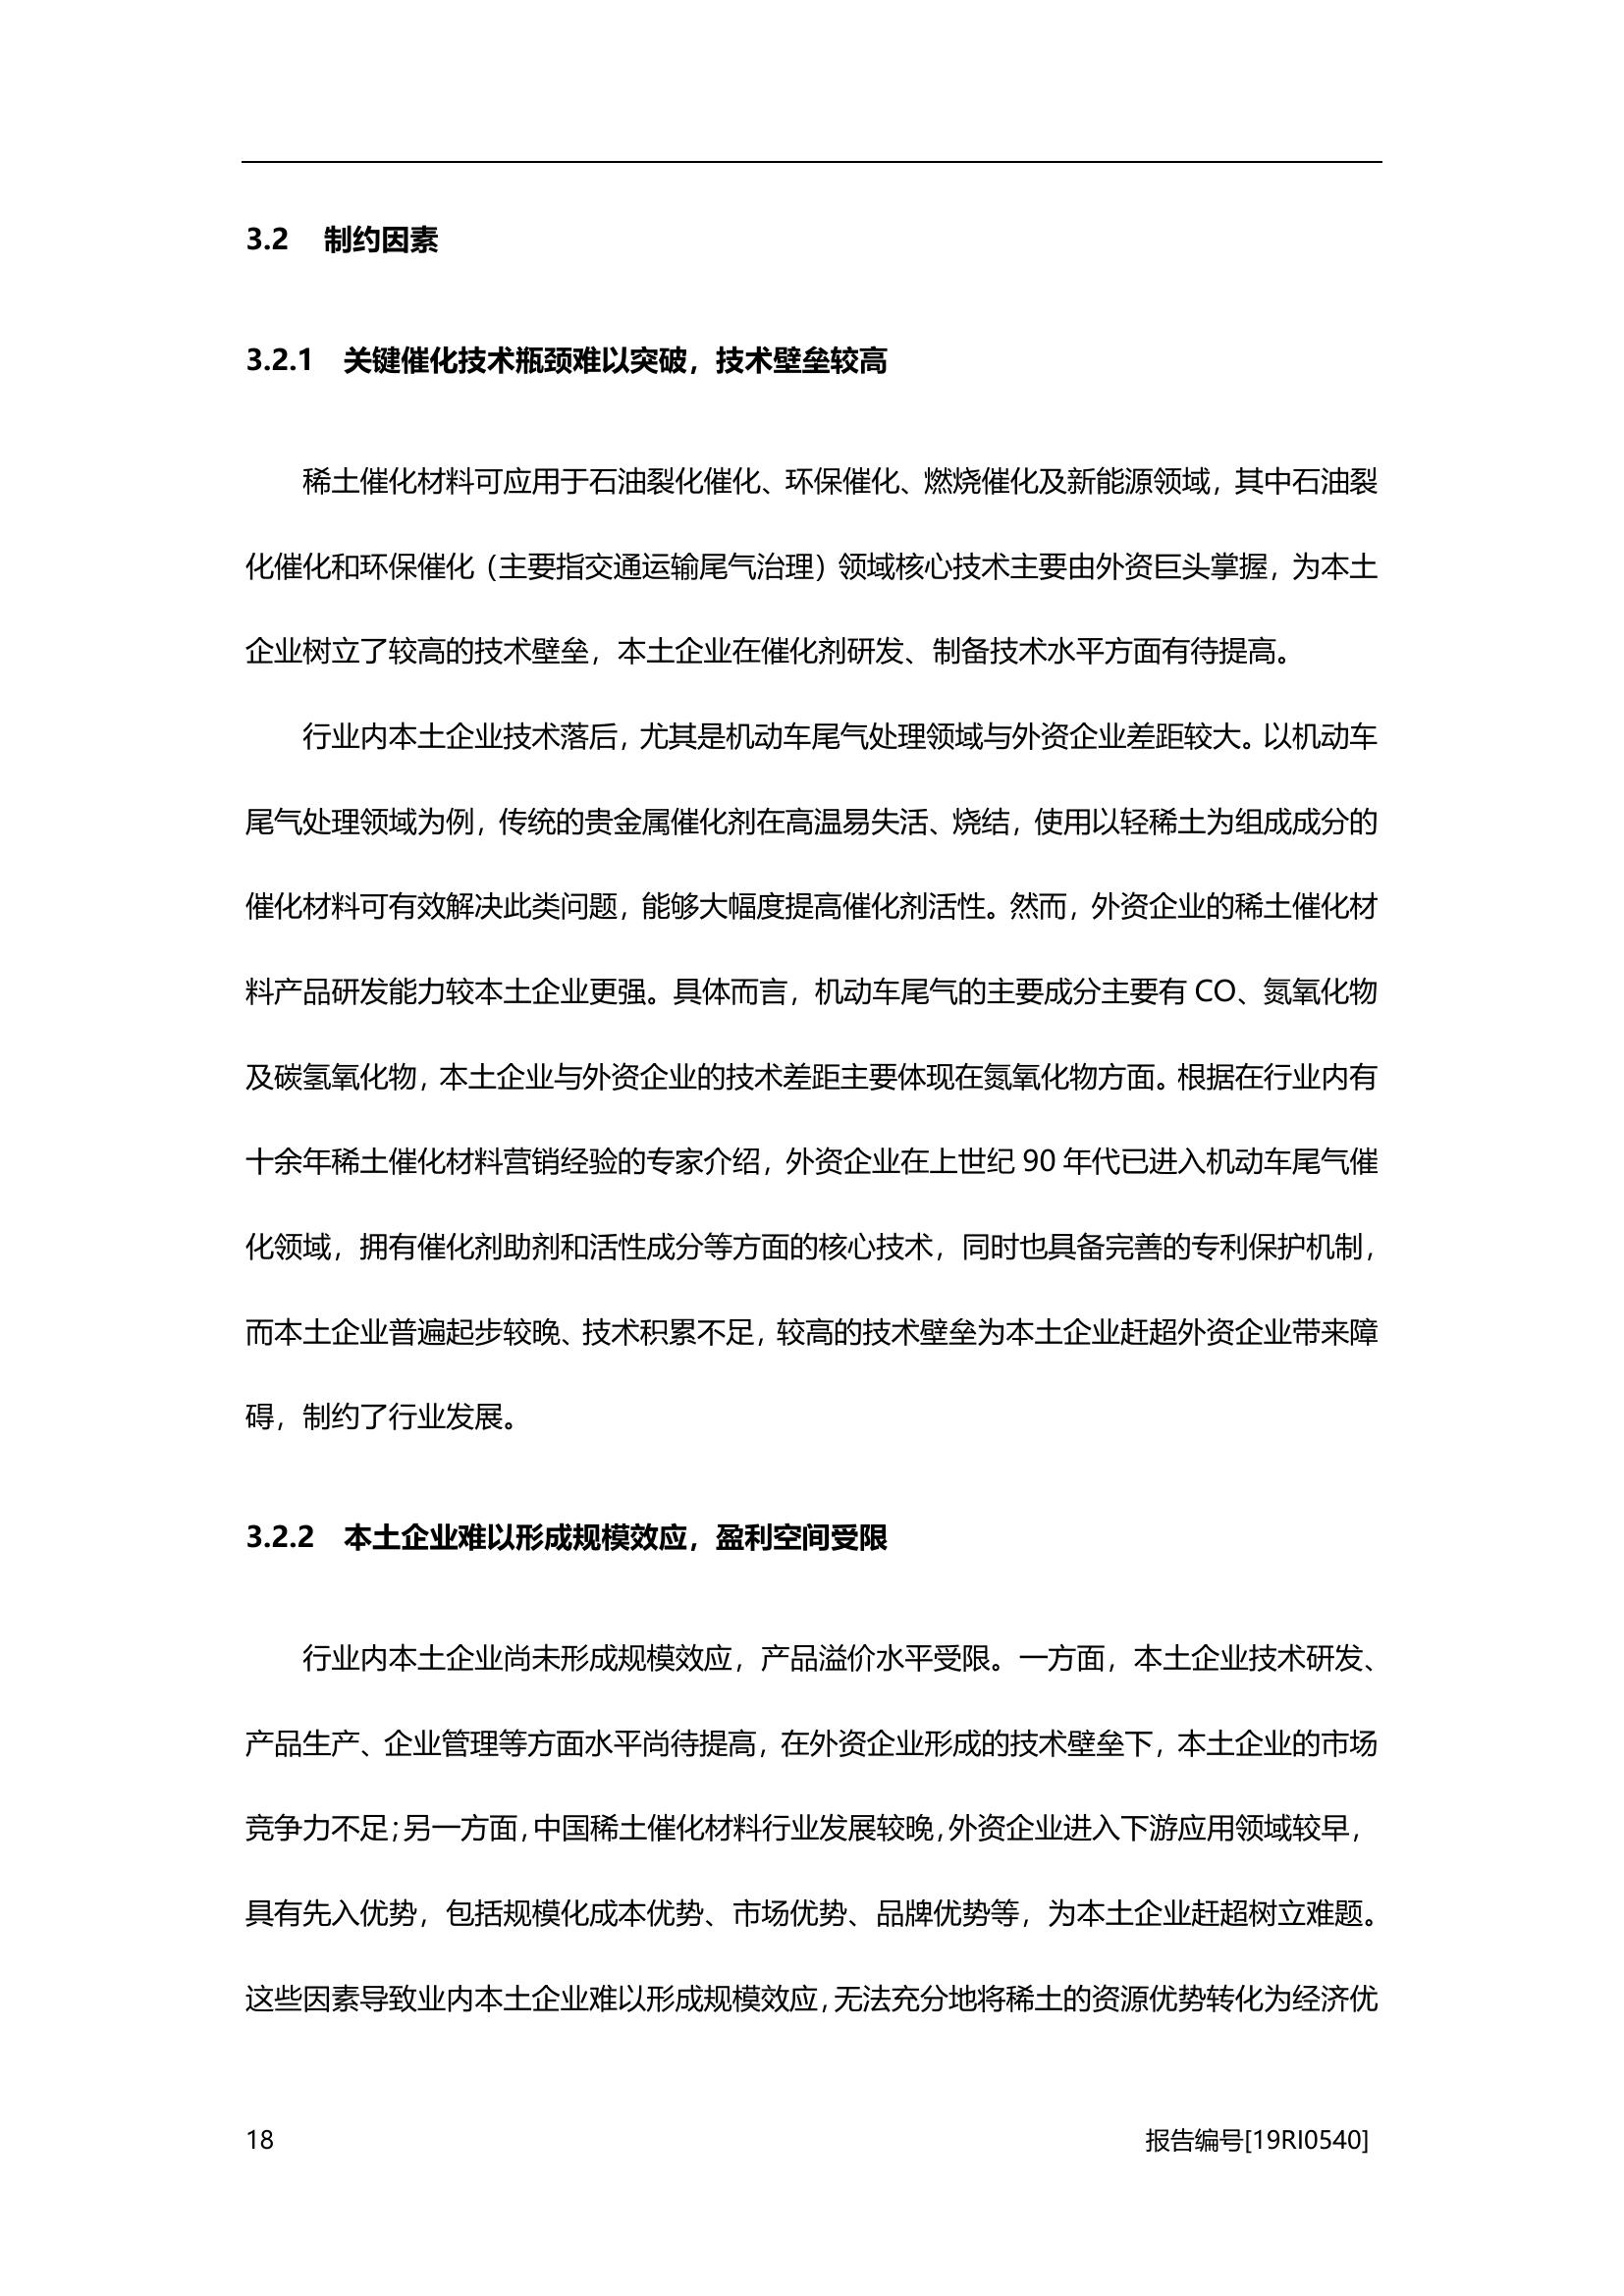 3.2 制约因素
3.2.1 关键催化技术瓶颈难以突破，技术壁垒较高
稀土催化材料可应用于石油裂化催化、环保催化、燃烧催化及新能源领域，其中石油裂
化催化和环保催化（主要指交通运输尾气治理）领域核心技术主要由外资巨头掌握，为本土
企业树立了较高的技术壁垒，本土企业在催化剂研发、制备技术水平方面有待提高。
行业内本土企业技术落后，尤其是机动车尾气处理领域与外资企业差距较大。以机动车
尾气处理领域为例，传统的贵金属催化剂在高温易失活、烧结，使用以轻稀土为组成成分的
催化材料可有效解决此类问题，能够大幅度提高催化剂活性。然而，外资企业的稀土催化材
料产品研发能力较本土企业更强。具体而言，机动车尾气的主要成分主要有 CO、氮氧化物
及碳氢氧化物，本土企业与外资企业的技术差距主要体现在氮氧化物方面。根据在行业内有
十余年稀土催化材料营销经验的专家介绍，外资企业在上世纪 90 年代已进入机动车尾气催
化领域，拥有催化剂助剂和活性成分等方面的核心技术，同时也具备完善的专利保护机制，
而本土企业普遍起步较晚、技术积累不足，较高的技术壁垒为本土企业赶超外资企业带来障
碍，制约了行业发展。
3.2.2 本土企业难以形成规模效应，盈利空间受限
行业内本土企业尚未形成规模效应，产品溢价水平受限。一方面，本土企业技术研发、
产品生产、企业管理等方面水平尚待提高，在外资企业形成的技术壁垒下，本土企业的市场
竞争力不足；另一方面，中国稀土催化材料行业发展较晚，外资企业进入下游应用领域较早，
具有先入优势，包括规模化成本优势、市场优势、品牌优势等，为本土企业赶超树立难题。
这些因素导致业内本土企业难以形成规模效应，无法充分地将稀土的资源优势转化为经济优
18 报告编号[19RI0540]